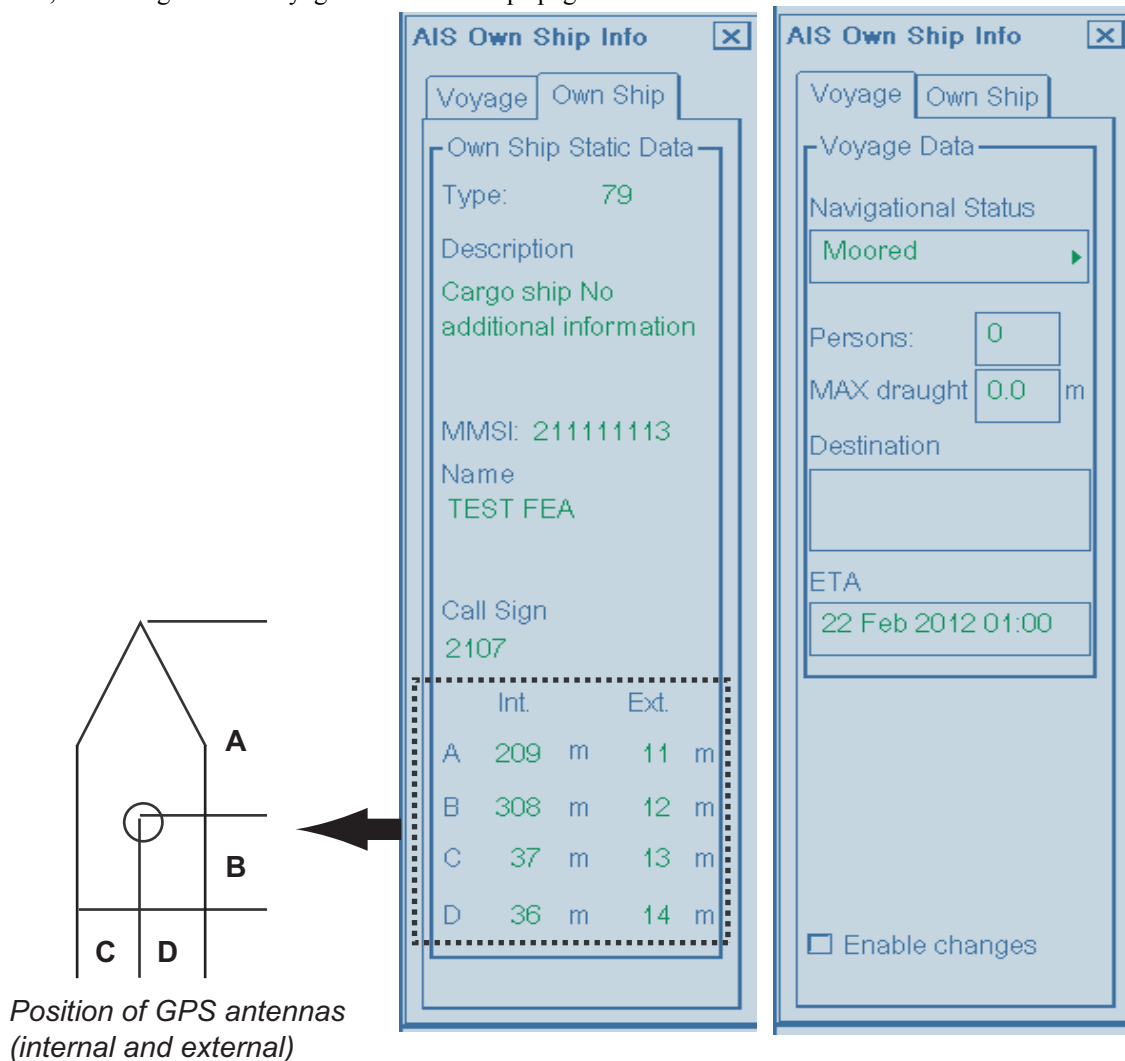 AIS Own Ship Info
Voyage Own Ship
Own Ship Static Data
Type: 79
Description
Cargo ship No
additional information
MMSI: 211111113
Name
TEST FEA
Call Sign
2107
Int. Ext.
A 209 m 11 m
B 308 m 12 m
C 37 m 13 m
D 36 m 14 m
AIS Own Ship Info
Voyage Own Ship
Voyage Data
Navigational Status
Moored
Persons: 0
MAX draught 0.0 m
Destination
ETA
22 Feb 2012 01:00
Enable changes
A
B
C D
Position of GPS antennas
(internal and external)